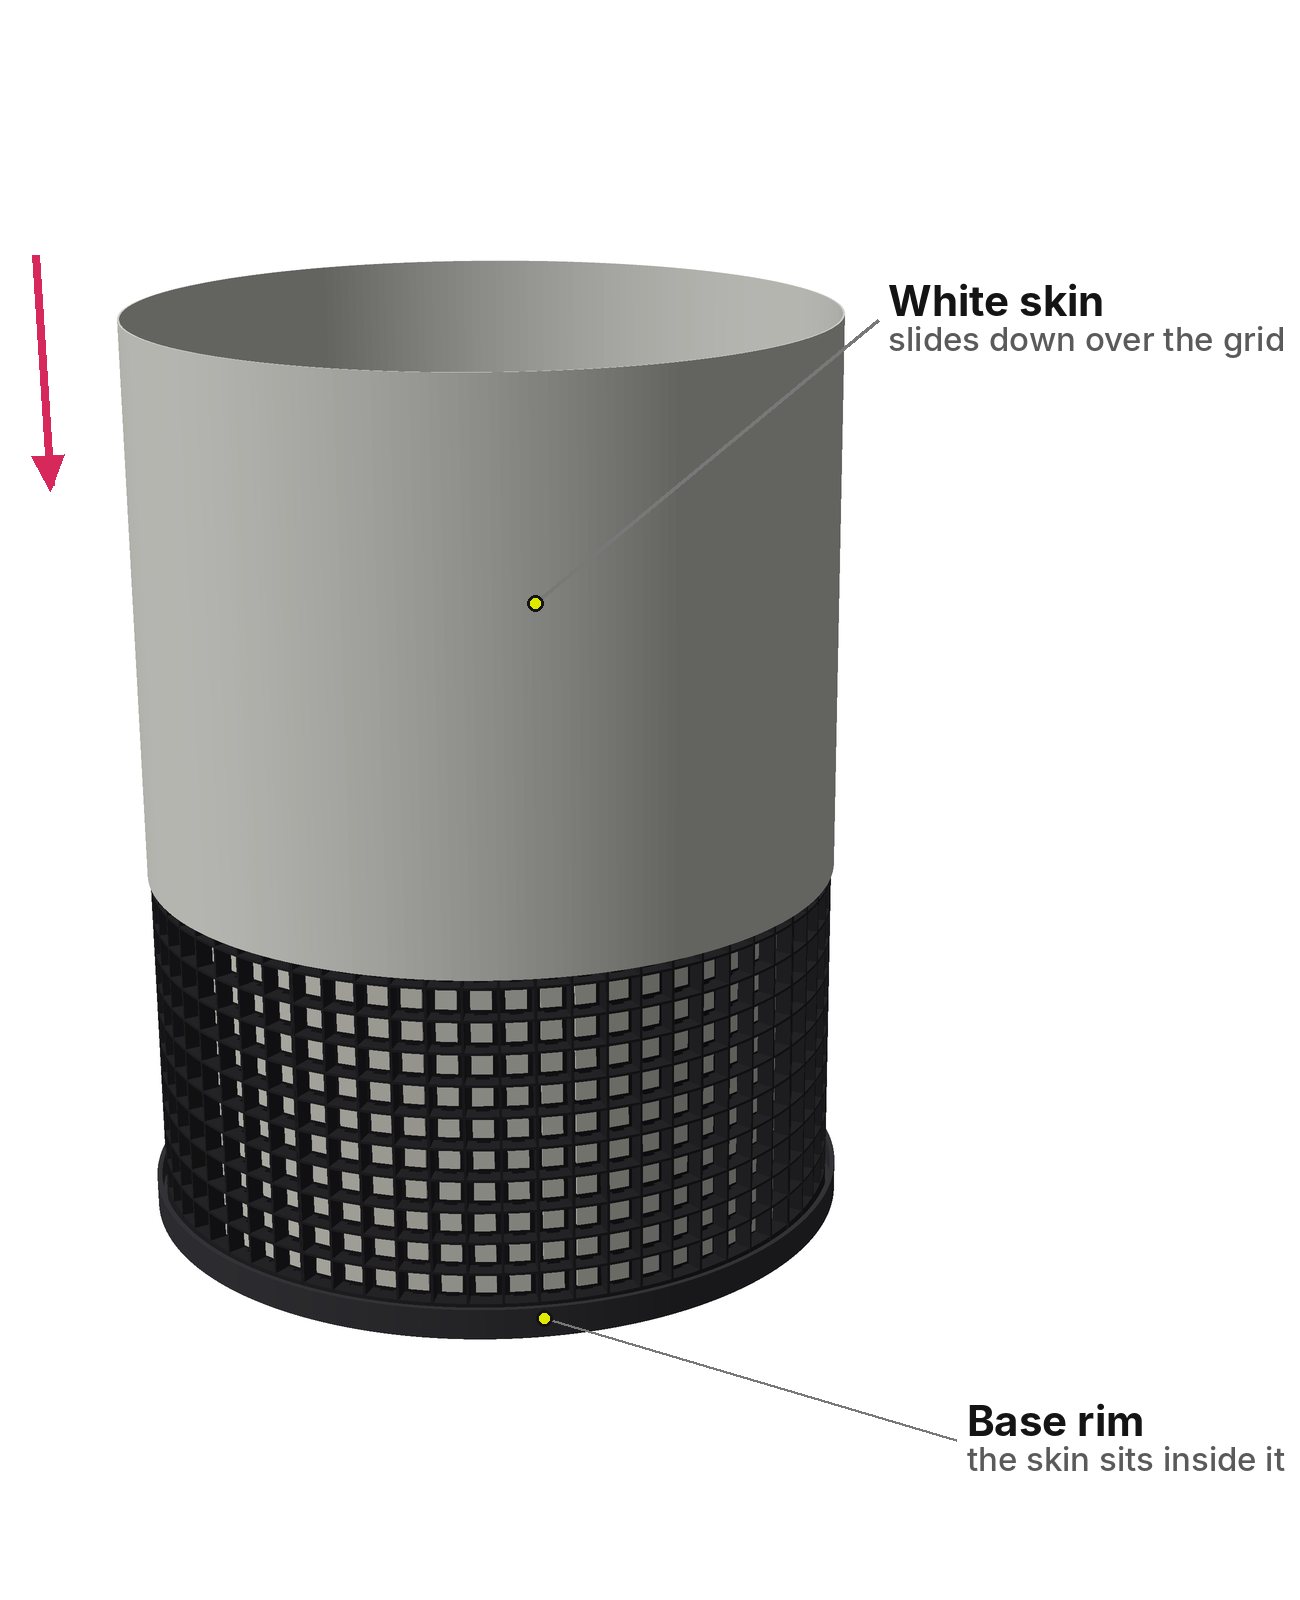 White skin
slides down over the grid
Base rim
the skin sits inside it